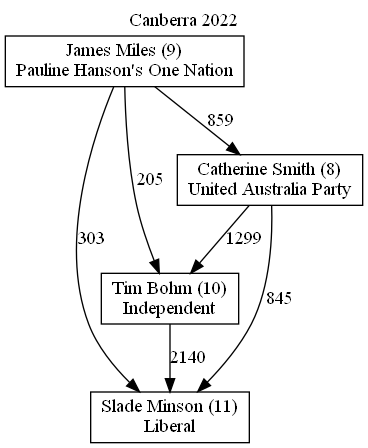 Canberra 2022
James Miles (9)
Pauline Hanson's One Nation
859
Catherine Smith (8)
United Australia Party
205
303
1299
845
Tim Bohm (10)
Independent
2140
Slade Minson (11)
Liberal